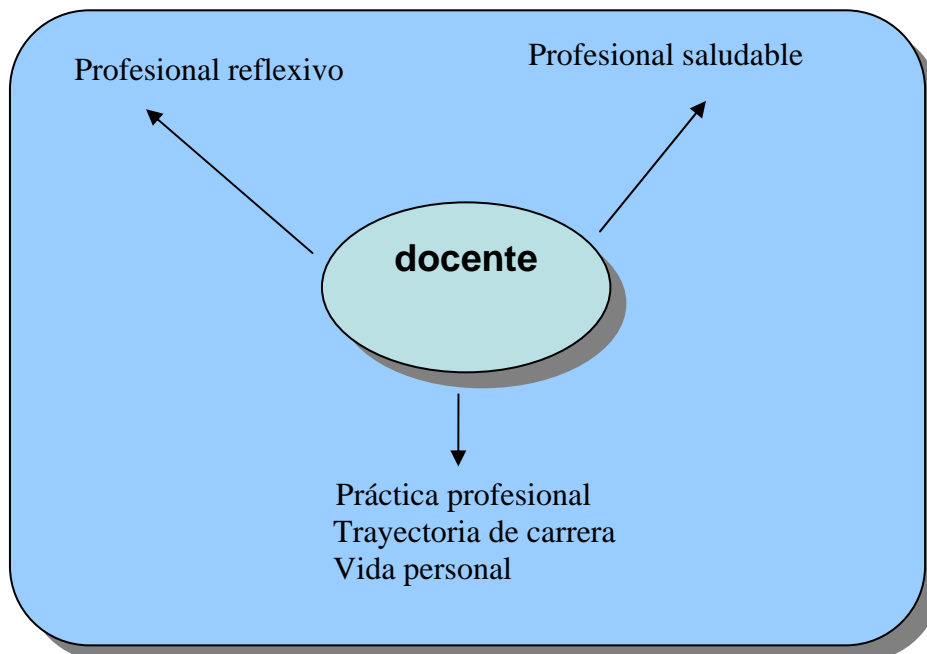 Profesional reflexivo
Profesional saludable
docente
Práctica profesional
Trayectoria de carrera
Vida personal